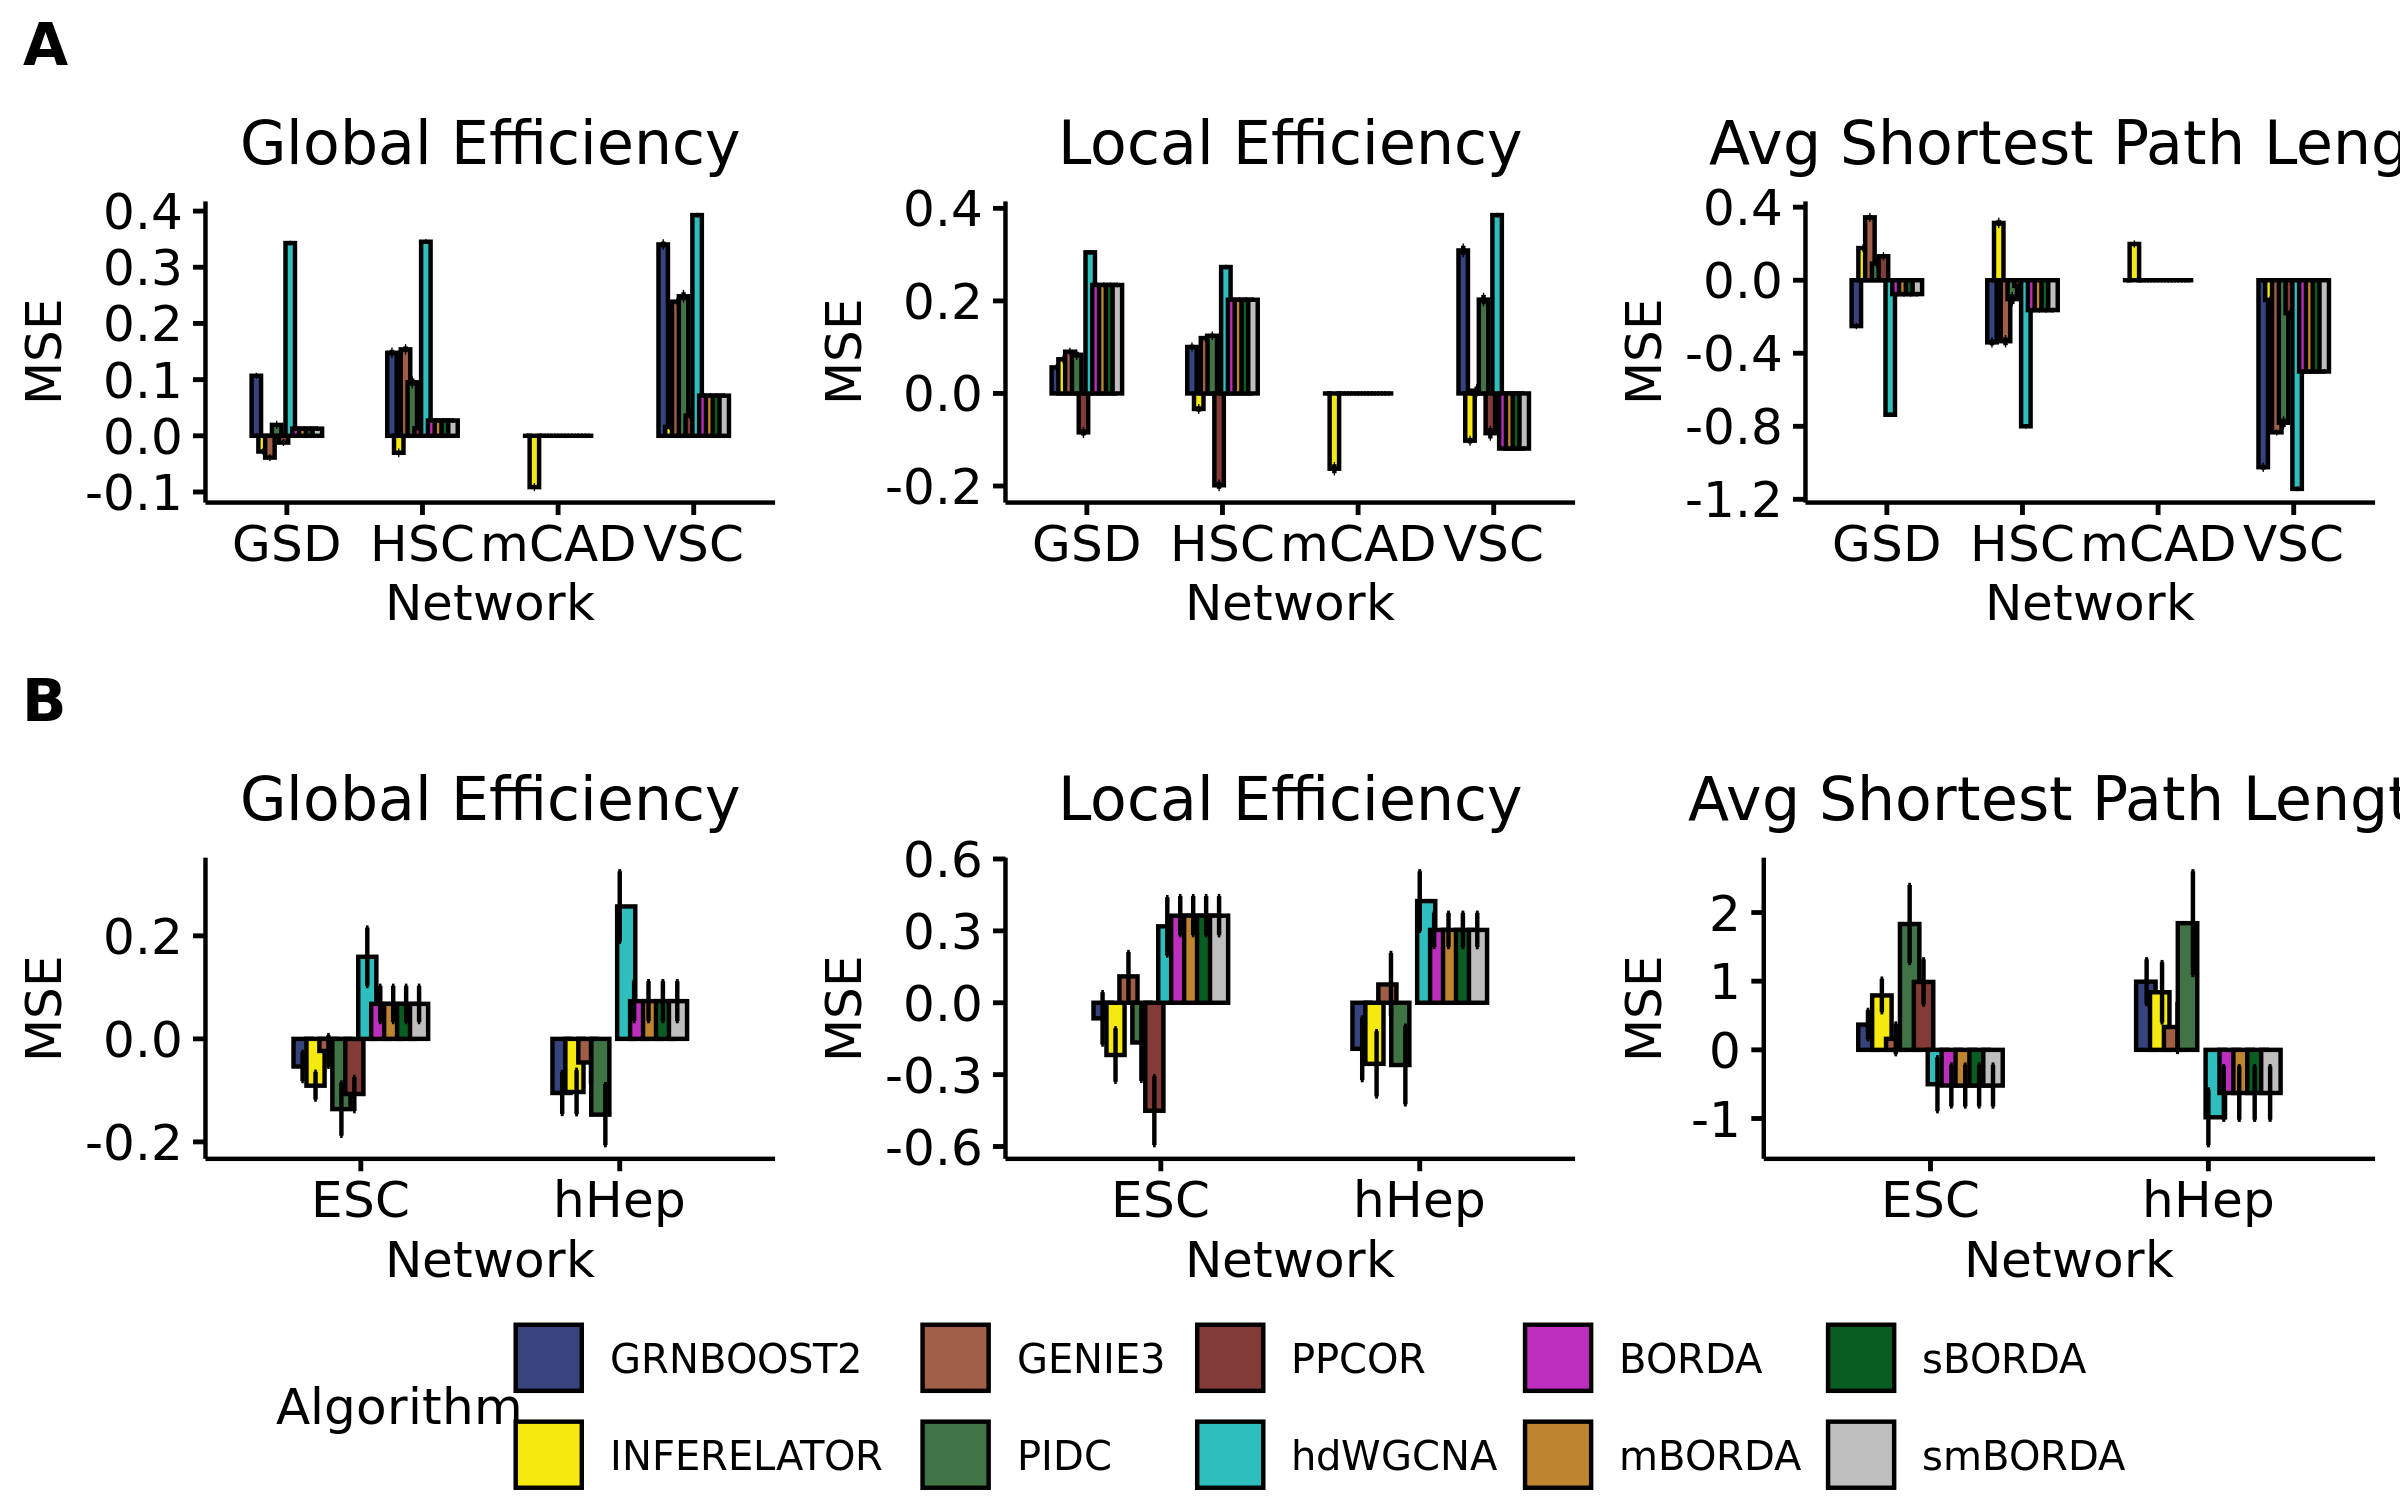 A
Global Efficiency
Local Efficiency
Avg Shortest Path Leng
MSE
0.4
0.3
0.2
0.1
0.0
-0.1
GSD HSC mCAD VSC
Network
MSE
0.4
0.2
0.0
-0.2
GSD HSC mCAD VSC
Network
MSE
0.4
0.0
-0.4
-0.8
-1.2
GSD HSC mCAD VSC
Network
B
Global Efficiency
Local Efficiency
Avg Shortest Path Lengt
MSE
0.2
0.0
-0.2
ESC hHep
Network
MSE
0.6
0.3
0.0
-0.3
-0.6
ESC hHep
Network
MSE
2
1
0
-1
ESC hHep
Network
Algorithm
GRNBOOST2 GENIE3 PPCOR BORDA sBORDA
INFERELATOR PIDC hdWGCNA mBORDA smBORDA